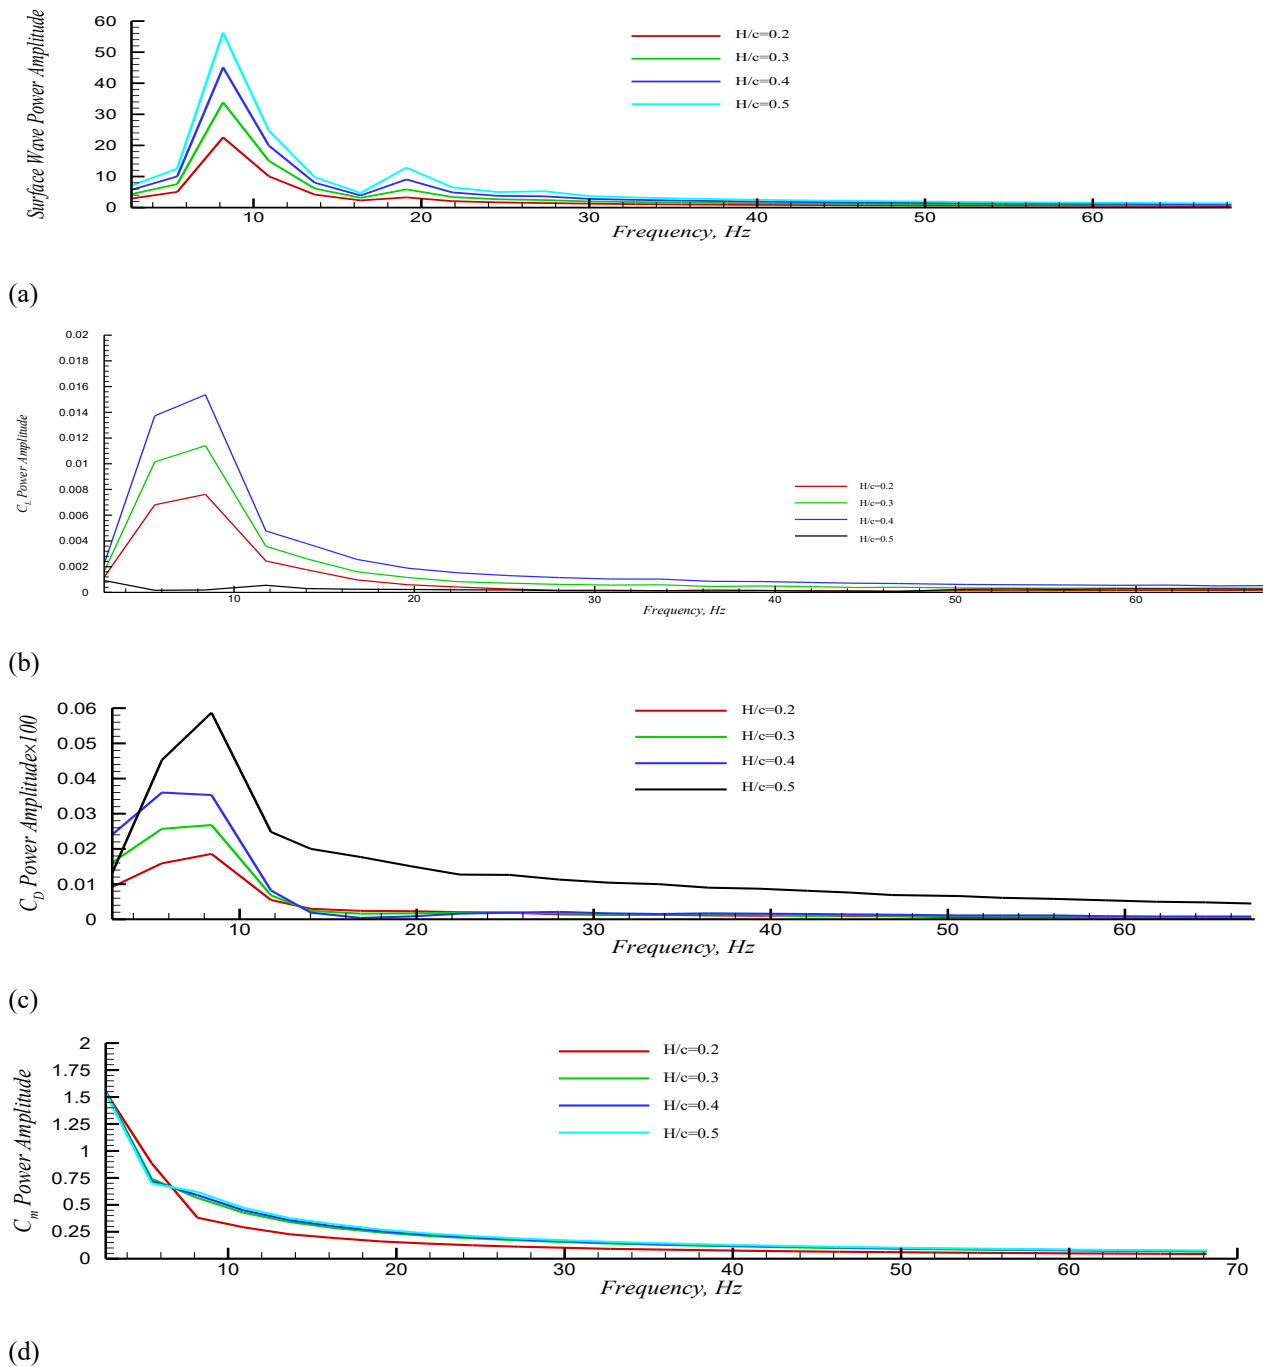 Surface Wave Power Amplitude
60
50
40
30
20
10
0
H/c=0.2
H/c=0.3
H/c=0.4
H/c=0.5
10 20 30 40 50 60
Frequency, Hz
(a)
C_L Power Amplitude
0.02
0.018
0.016
0.014
0.012
0.01
0.008
0.006
0.004
0.002
0
H/c=0.2
H/c=0.3
H/c=0.4
H/c=0.5
10 20 30 40 50 60
Frequency, Hz
(b)
C_D Power Amplitude×100
0.06
0.05
0.04
0.03
0.02
0.01
0
H/c=0.2
H/c=0.3
H/c=0.4
H/c=0.5
10 20 30 40 50 60
Frequency, Hz
(c)
C_m Power Amplitude
2
1.75
1.5
1.25
1
0.75
0.5
0.25
0
H/c=0.2
H/c=0.3
H/c=0.4
H/c=0.5
10 20 30 40 50 60 70
Frequency, Hz
(d)